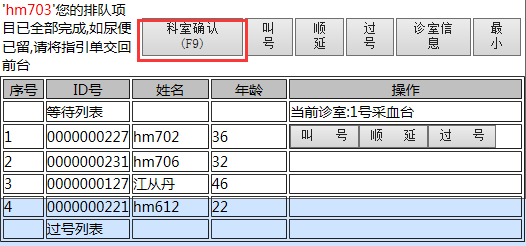 'hm703'您的排队项
目已全部完成,如尿便
已留,请将指引单交回
前台
科室确认
(F9)
叫
号
顺
延
过
号
诊室信
息
最
小
序号 ID号 姓名 年龄 操作
等待列表 当前诊室:1号采血台
1 0000000227 hm702 36 叫 号 顺 延 过 号
2 0000000231 hm706 32
3 0000000127 江从丹 46
4 0000000221 hm612 22
过号列表